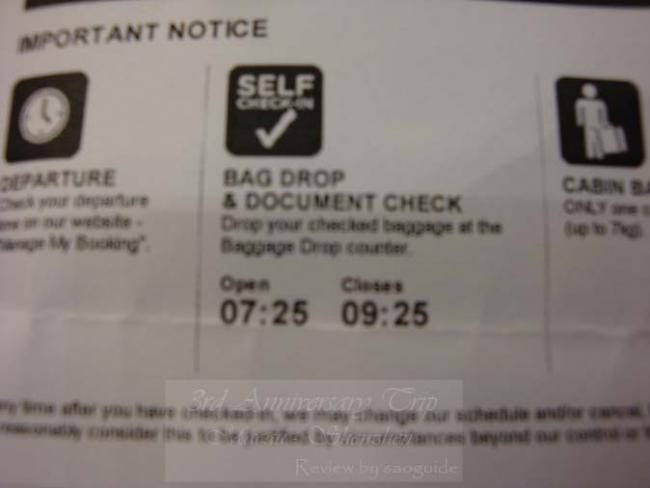 IMPORTANT NOTICE
DEPARTURE
Check your departure
time on our website -
"Manage My Booking".
SELF
CHECK-IN
BAG DROP
& DOCUMENT CHECK
Drop your checked baggage at the
Baggage Drop counter.
Open Closes
07:25 09:25
CABIN
ONLY one
(up to 7kg).
time after you have checked-in, we may change our schedule and/or cancel,
reasonably consider this to be justified by circumstances beyond our control or
3rd Anniversary Trip
Shenzhen
Review by saoguide